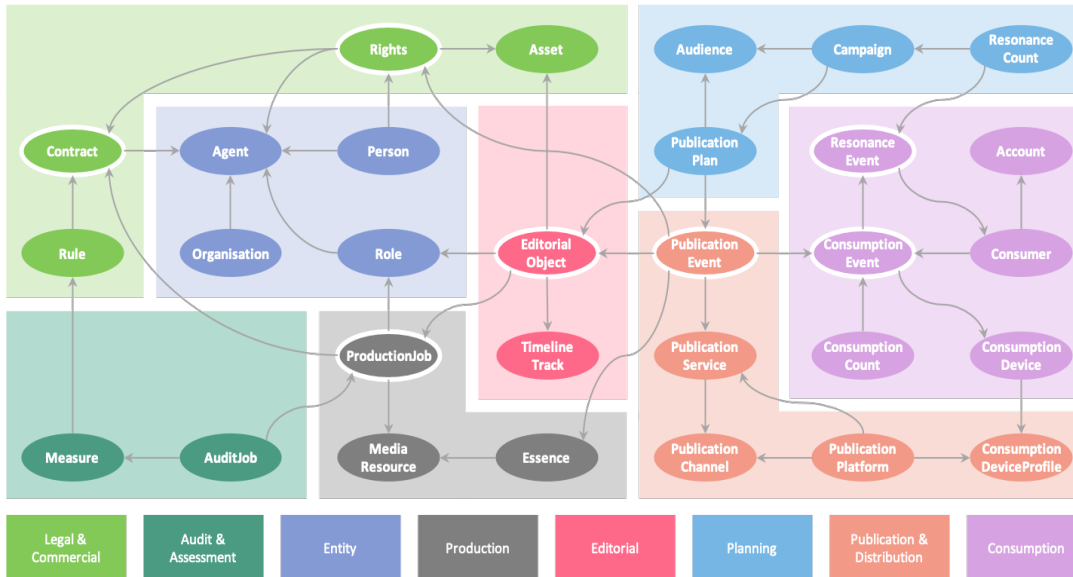 Rights
Asset
Audience
Campaign
Resonance
Count
Contract
Agent
Person
Publication
Plan
Resonance
Event
Account
Rule
Organisation
Role
Editorial
Object
Publication
Event
Consumption
Event
Consumer
ProductionJob
Timeline
Track
Publication
Service
Consumption
Count
Consumption
Device
Measure
AuditJob
Media
Resource
Essence
Publication
Channel
Publication
Platform
Consumption
DeviceProfile
Legal &
Commercial
Audit &
Assessment
Entity
Production
Editorial
Planning
Publication &
Distribution
Consumption